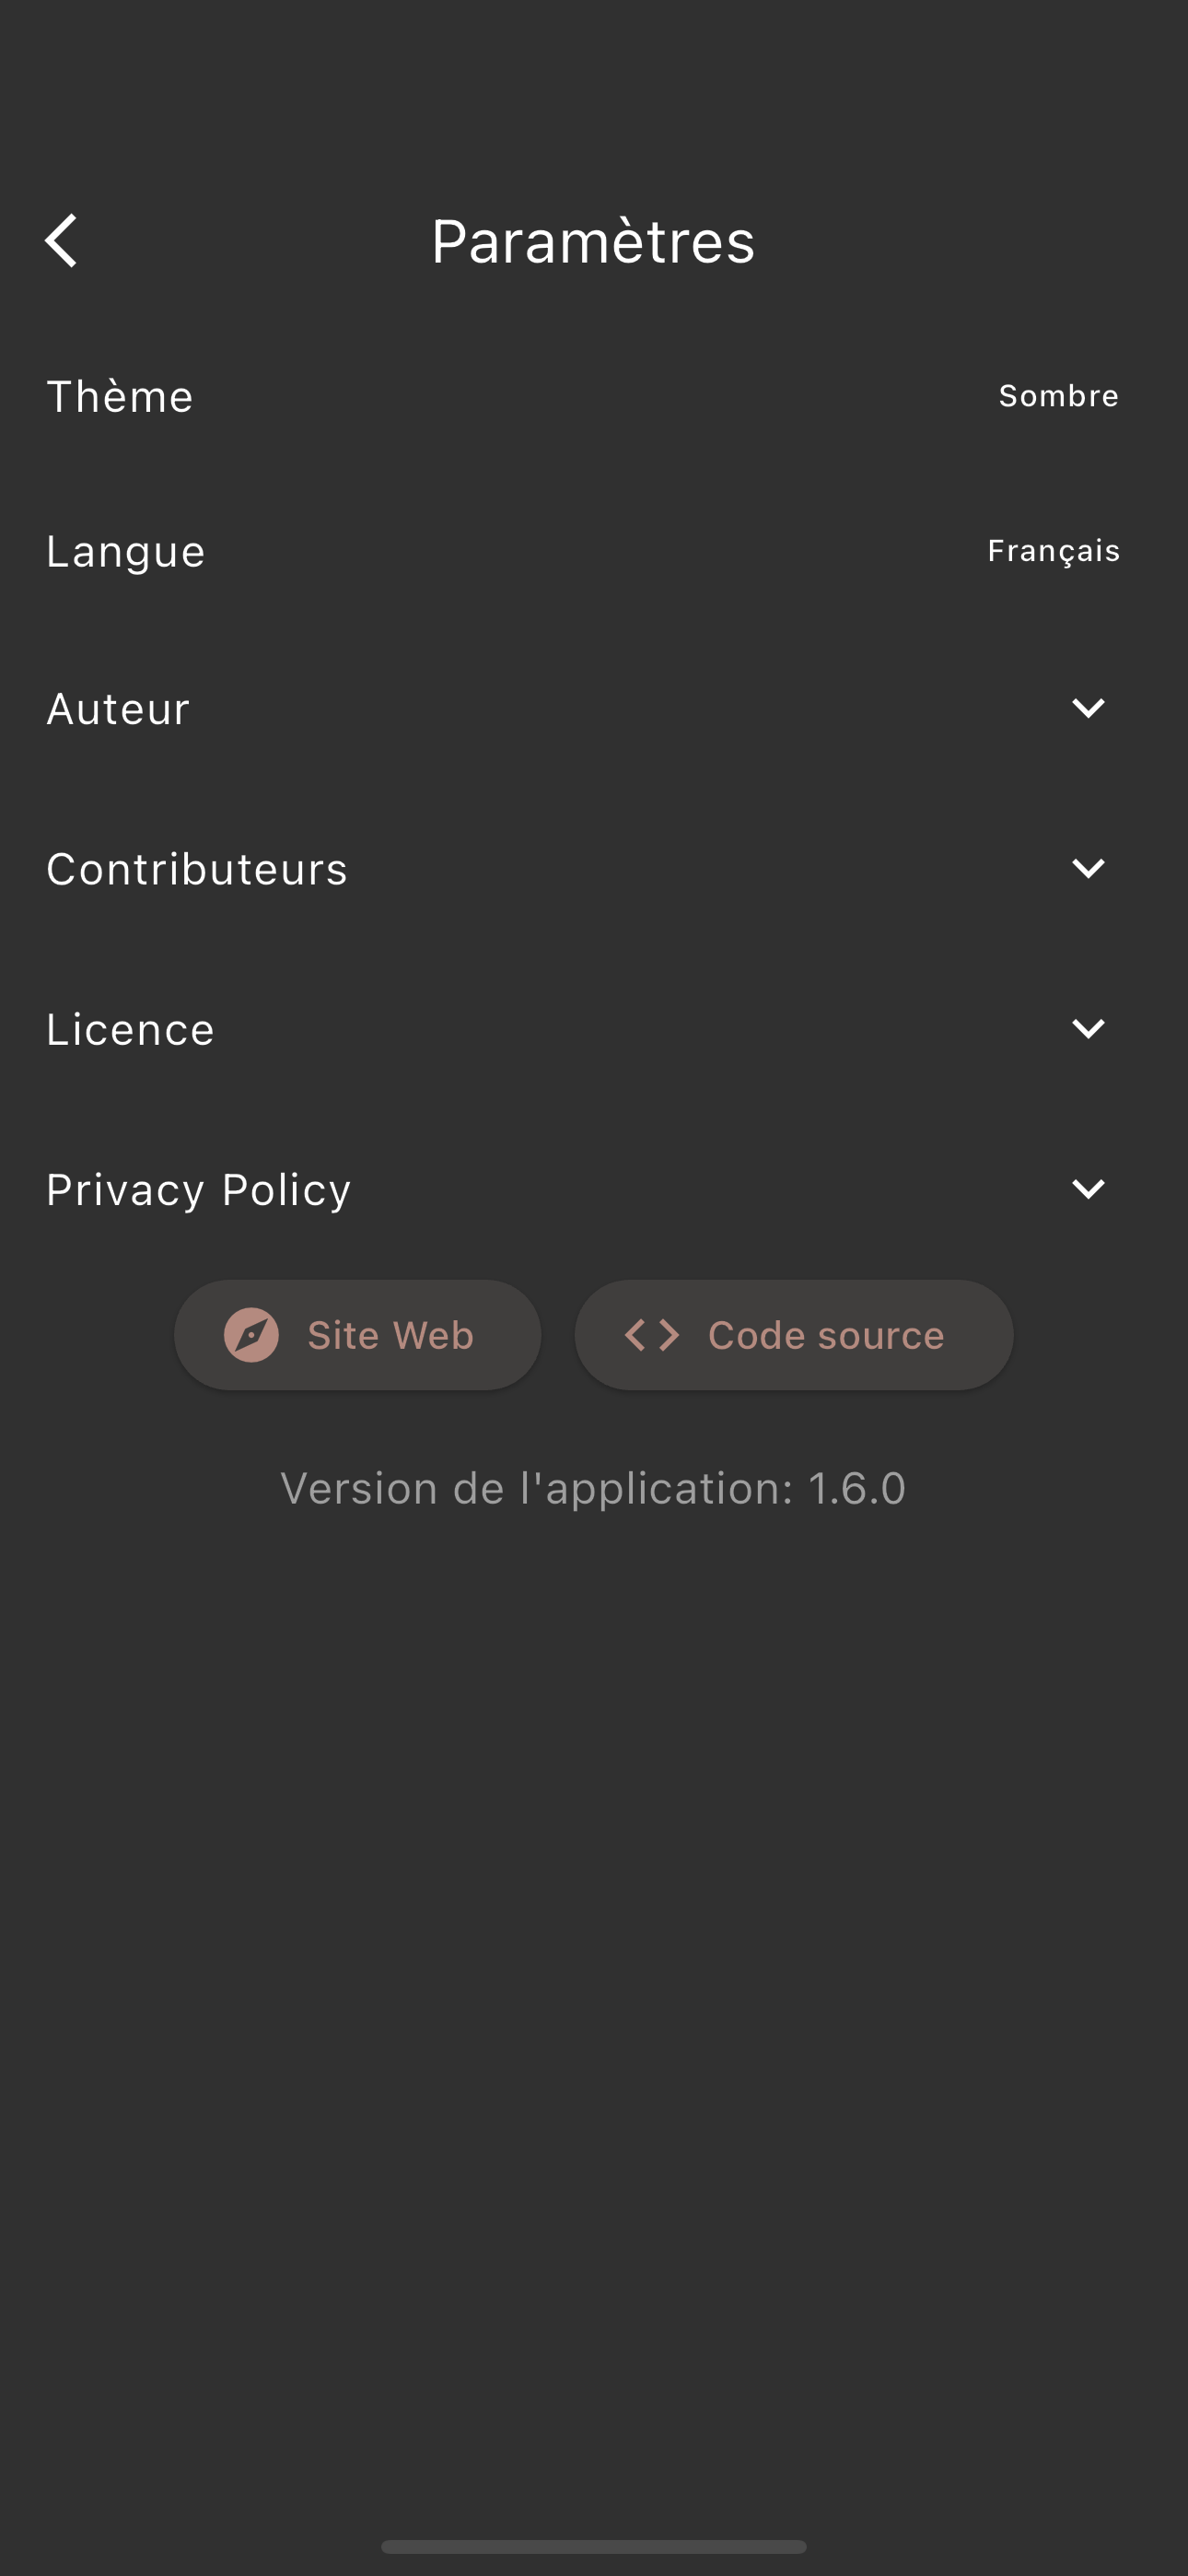 Paramètres
Thème Sombre
Langue Français
Auteur
Contributeurs
Licence
Privacy Policy
Site Web Code source
Version de l'application: 1.6.0